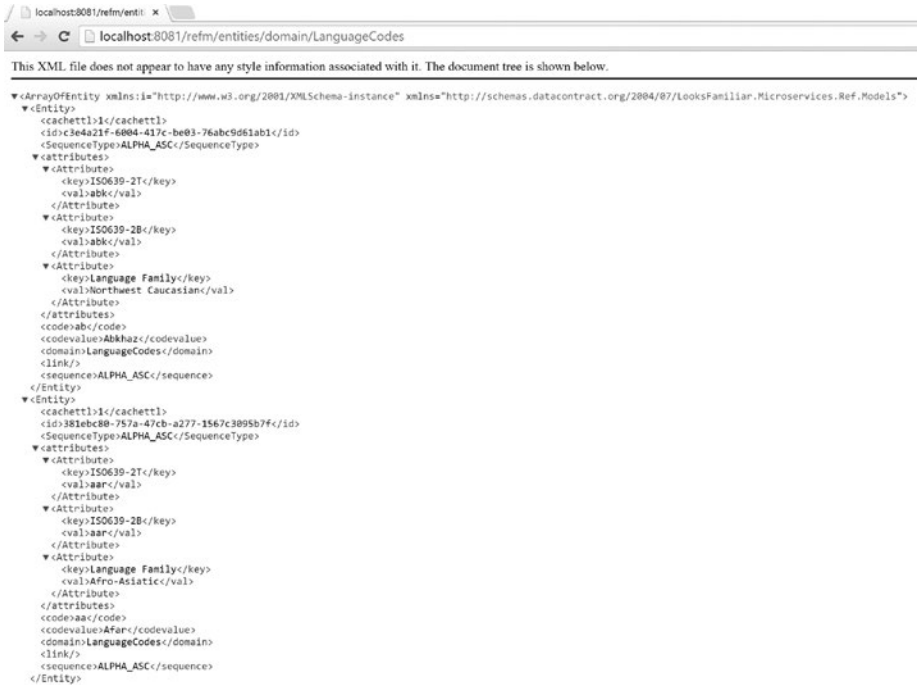 localhost:8081/refm/entiti
localhost:8081/refm/entities/domain/LanguageCodes
This XML file does not appear to have any style information associated with it. The document tree is shown below.
▼<ArrayOfEntity xmlns:i="http://www.w3.org/2001/XMLSchema-instance" xmlns="http://schemas.datacontract.org/2004/07/LooksFamiliar.Microservices.Ref.Models">
▼<Entity>
<cachettl>1</cachettl>
<id>c3e4a21f-6004-417c-be03-76abc9d61ab1</id>
<SequenceType>ALPHA_ASC</SequenceType>
▼<attributes>
▼<Attribute>
<key>ISO639-2T</key>
<val>abk</val>
</Attribute>
▼<Attribute>
<key>ISO639-2B</key>
<val>abk</val>
</Attribute>
▼<Attribute>
<key>Language Family</key>
<val>Northwest Caucasian</val>
</Attribute>
</attributes>
<code>ab</code>
<codevalue>Abkhaz</codevalue>
<domain>LanguageCodes</domain>
<link/>
<sequence>ALPHA_ASC</sequence>
</Entity>
▼<Entity>
<cachettl>1</cachettl>
<id>381ebc80-757a-47cb-a277-1567c3095b7f</id>
<SequenceType>ALPHA_ASC</SequenceType>
▼<attributes>
▼<Attribute>
<key>ISO639-2T</key>
<val>aar</val>
</Attribute>
▼<Attribute>
<key>ISO639-2B</key>
<val>aar</val>
</Attribute>
▼<Attribute>
<key>Language Family</key>
<val>Afro-Asiatic</val>
</Attribute>
</attributes>
<code>aa</code>
<codevalue>Afar</codevalue>
<domain>LanguageCodes</domain>
<link/>
<sequence>ALPHA_ASC</sequence>
</Entity>